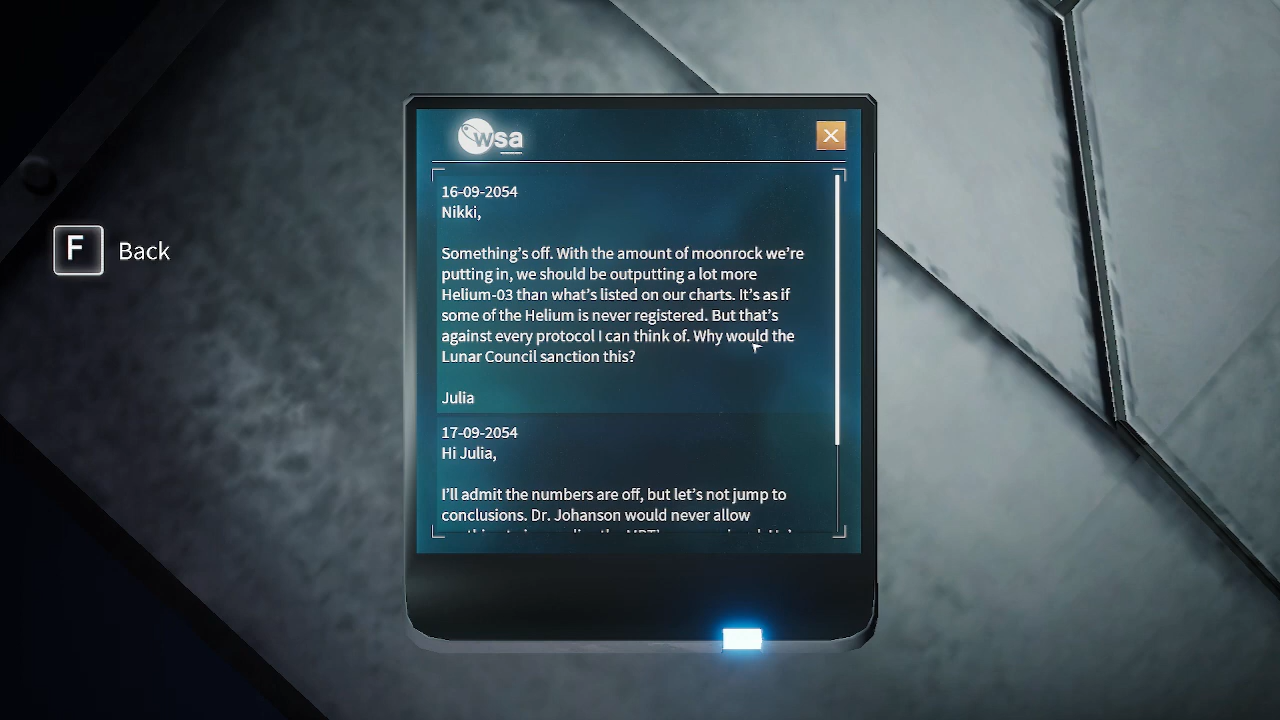 wsa
F
Back
16-09-2054
Nikki,
Something's off. With the amount of moonrock we're
putting in, we should be outputting a lot more
Helium-03 than what's listed on our charts. It's as if
some of the Helium is never registered. But that's
against every protocol I can think of. Why would the
Lunar Council sanction this?
Julia
17-09-2054
Hi Julia,
I'll admit the numbers are off, but let's not jump to
conclusions. Dr. Johanson would never allow